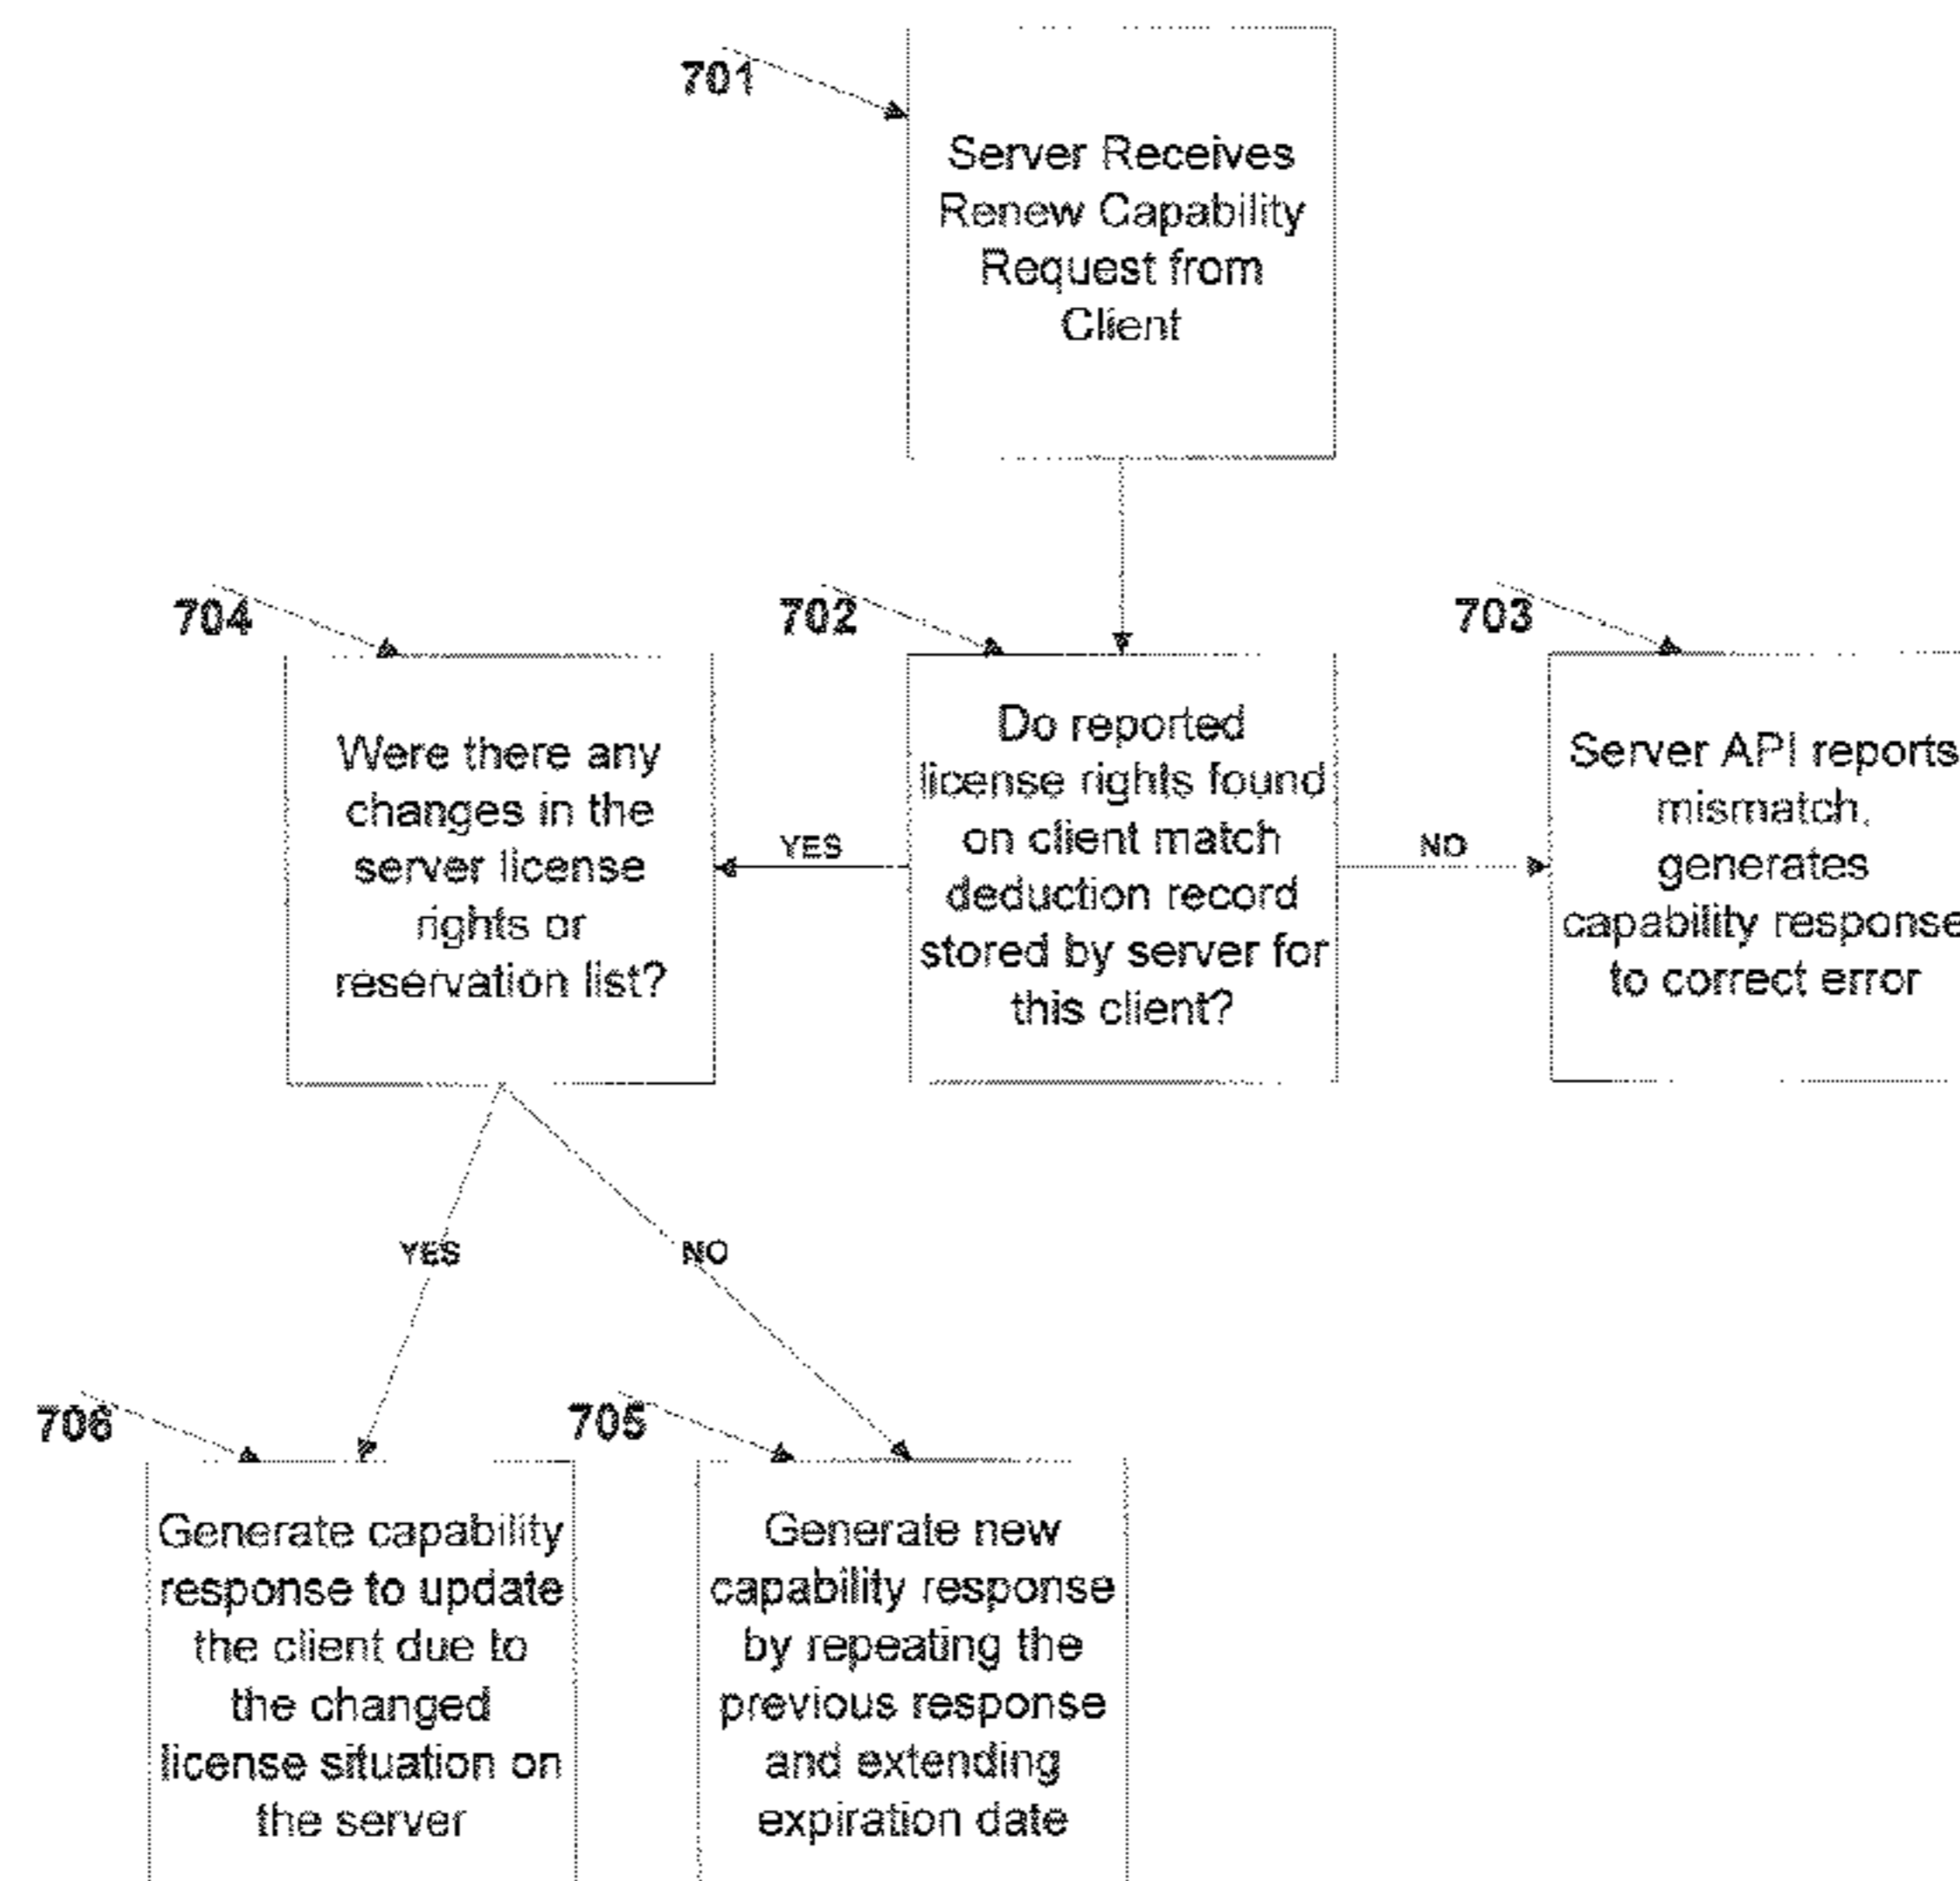 701
Server Receives
Renew Capability
Request from
Client
704
Were there any
changes in the
server license
rights or
reservation list?
YES
702
Do reported
license rights found
on client match
deduction record
stored by server for
this client?
NO
703
Server API reports
mismatch,
generates
capability response
to correct error
YES
NO
706
Generate capability
response to update
the client due to
the changed
license situation on
the server
705
Generate new
capability response
by repeating the
previous response
and extending
expiration date